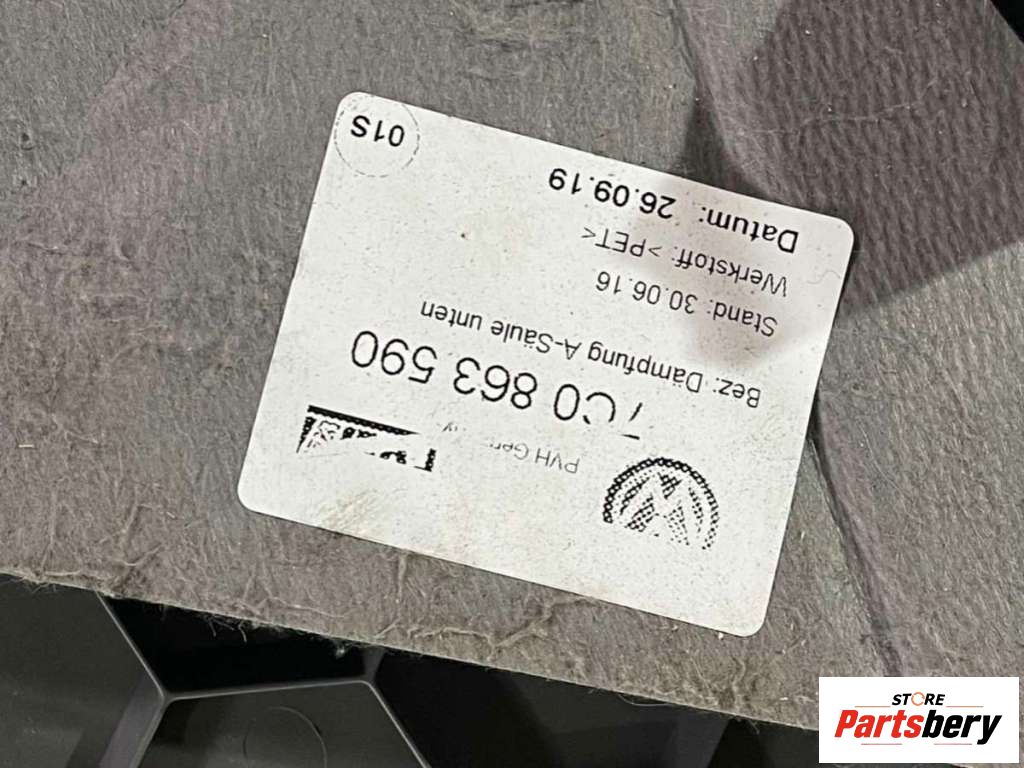 PVH
7C0 863 590
Bez: Dämpfung A-Säule unten
Stand: 30.06.16
Werkstoff: >PET<
Datum: 26.09.19
01S
STORE
Partsbery